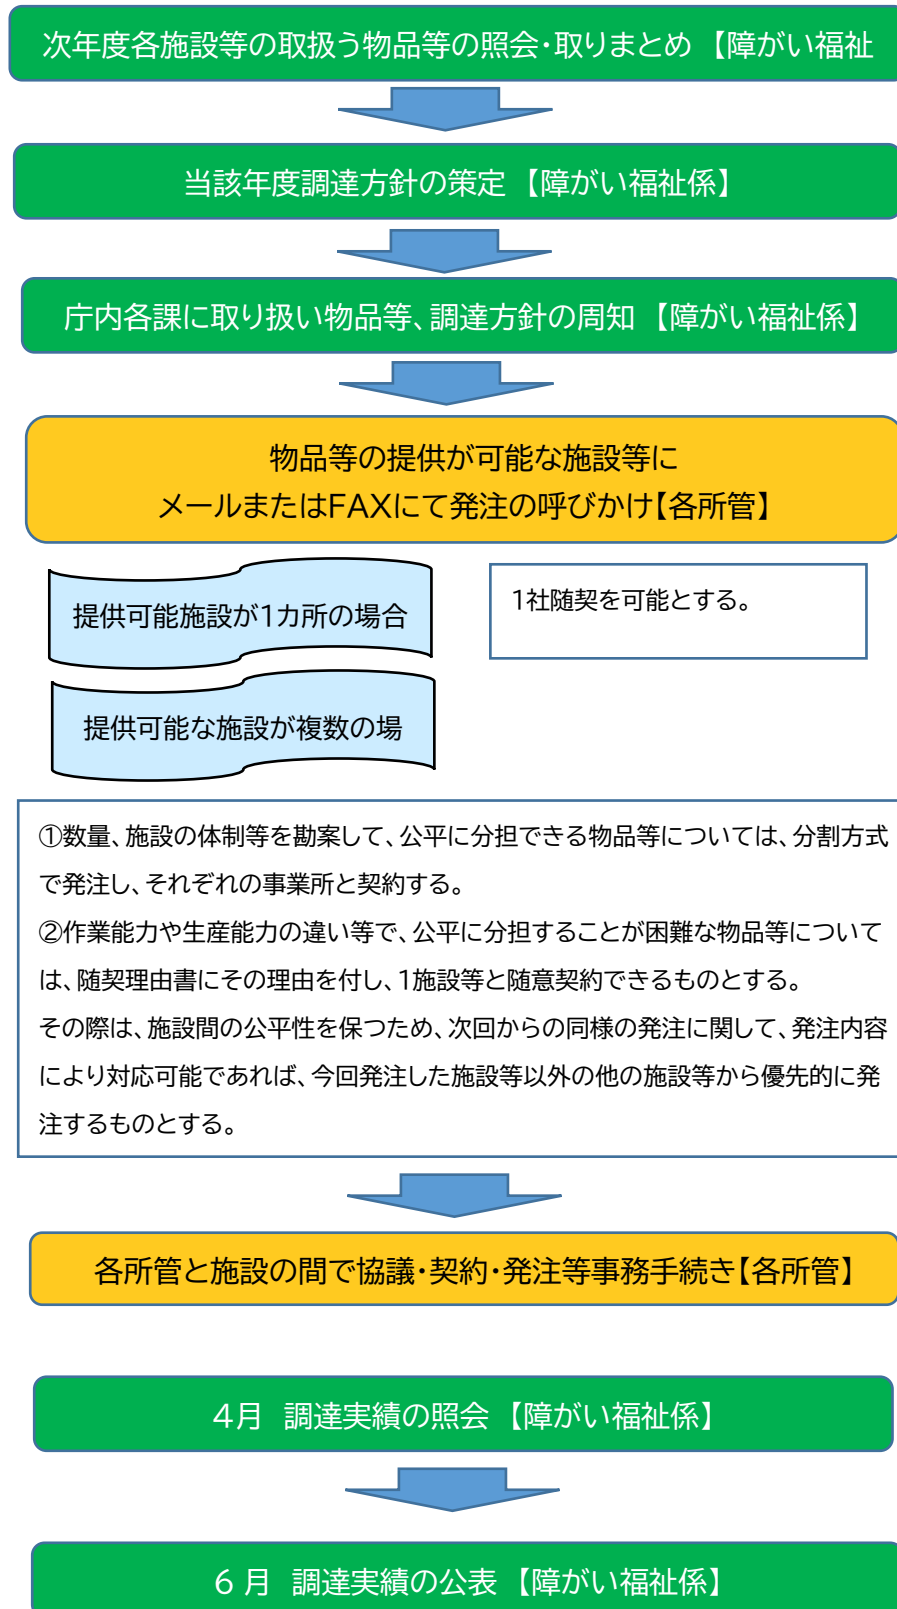 次年度各施設等の取扱う物品等の照会・取りまとめ 【障がい福祉
当該年度調達方針の策定 【障がい福祉係】
庁内各課に取り扱い物品等、調達方針の周知 【障がい福祉係】
物品等の提供が可能な施設等に
メールまたはFAXにて発注の呼びかけ【各所管】
提供可能施設が1カ所の場合
1社随契を可能とする。
提供可能な施設が複数の場
①数量、施設の体制等を勘案して、公平に分担できる物品等については、分割方式
で発注し、それぞれの事業所と契約する。
②作業能力や生産能力の違い等で、公平に分担することが困難な物品等について
は、随契理由書にその理由を付し、1施設等と随意契約できるものとする。
その際は、施設間の公平性を保つため、次回からの同様の発注に関して、発注内容
により対応可能であれば、今回発注した施設等以外の他の施設等から優先的に発
注するものとする。
各所管と施設の間で協議・契約・発注等事務手続き【各所管】
4月 調達実績の照会 【障がい福祉係】
6月 調達実績の公表 【障がい福祉係】